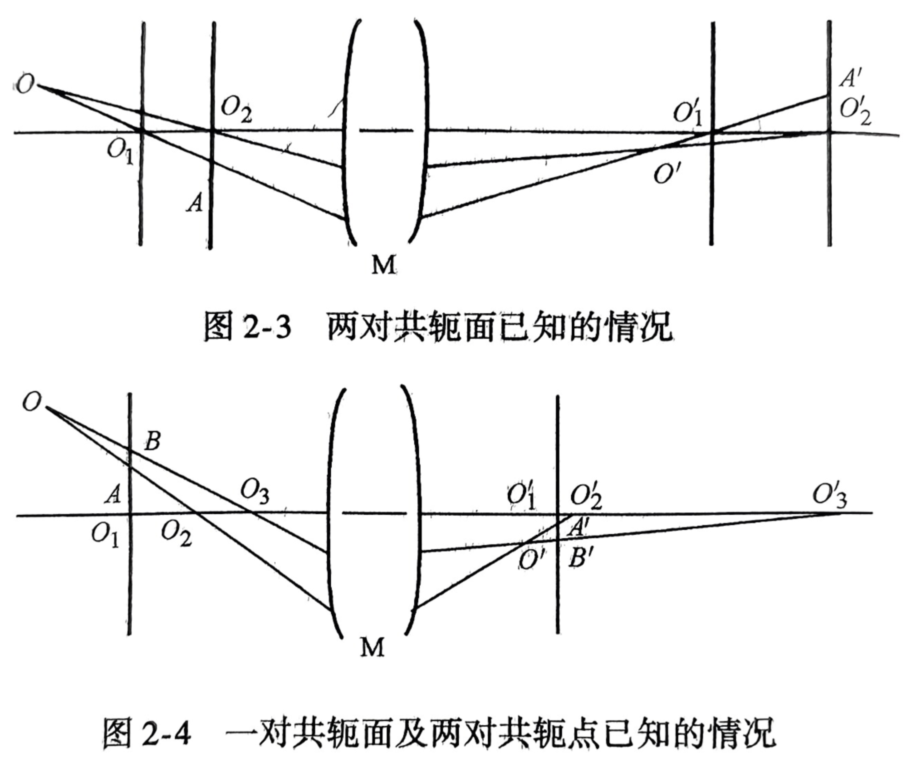 O
O₂
O₁
A
O′₁
A′
O′₂
O′
M
图 2-3 两对共轭面已知的情况
O
B
A
O₃
O₁
O₂
O′₁
O′₂
O′₃
A′
O′
B′
M
图 2-4 一对共轭面及两对共轭点已知的情况